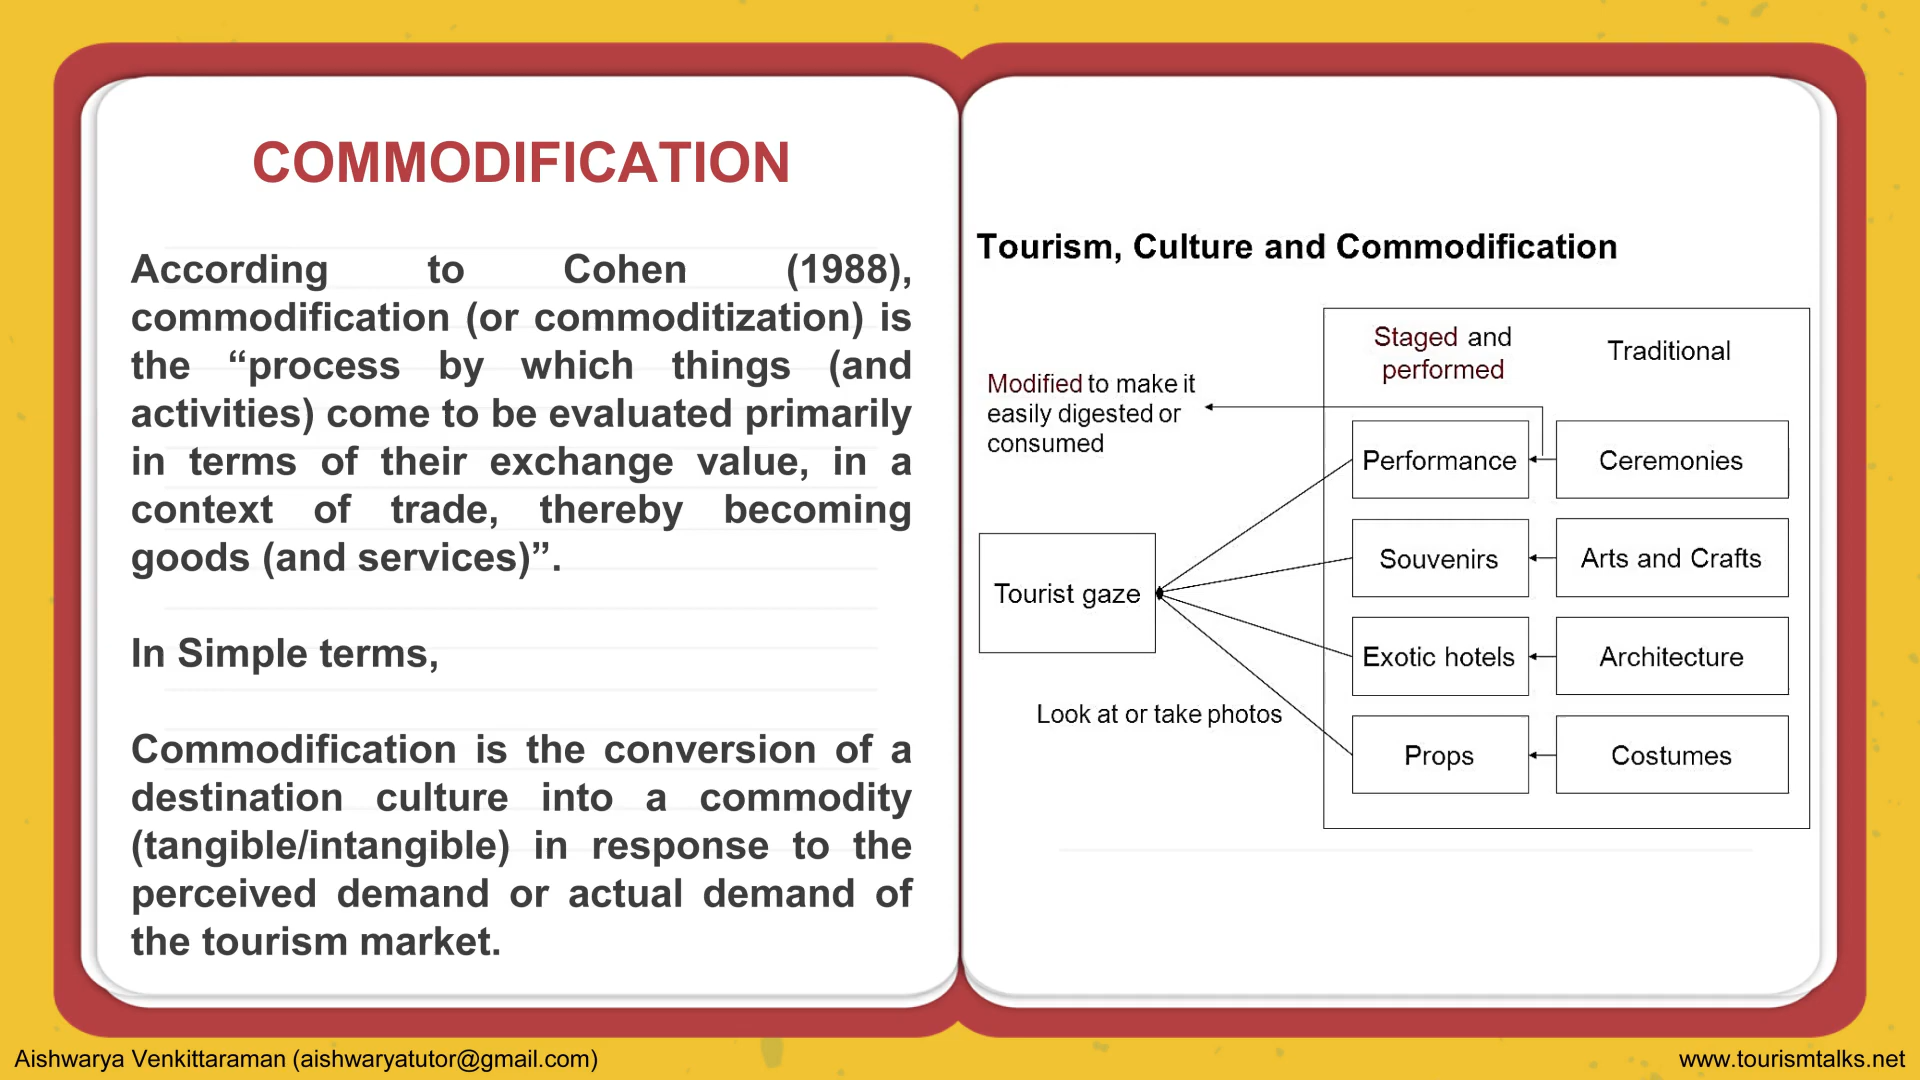 COMMODIFICATION
According to Cohen (1988),
commodification (or commoditization) is
the “process by which things (and
activities) come to be evaluated primarily
in terms of their exchange value, in a
context of trade, thereby becoming
goods (and services)”.
In Simple terms,
Commodification is the conversion of a
destination culture into a commodity
(tangible/intangible) in response to the
perceived demand or actual demand of
the tourism market.
Tourism, Culture and Commodification
Staged and
performed
Traditional
Modified to make it
easily digested or
consumed
Performance
Ceremonies
Souvenirs
Arts and Crafts
Tourist gaze
Exotic hotels
Architecture
Look at or take photos
Props
Costumes
Aishwarya Venkittaraman (aishwaryatutor@gmail.com)
www.tourismtalks.net